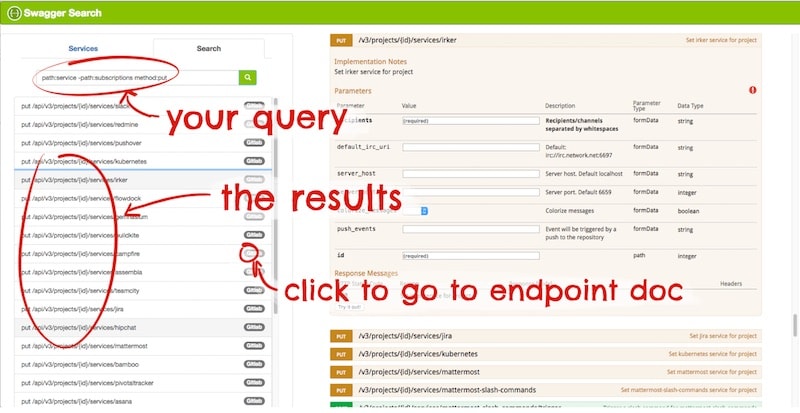 Swagger Search
Services
Search
path:service -path:subscriptions method:put
put /api/v3/projects/{id}/services/slack
put /api/v3/projects/{id}/services/redmine
put /api/v3/projects/{id}/services/pushover Gitlab
put /api/v3/projects/{id}/services/kubernetes Gitlab
put /api/v3/projects/{id}/services/irker Gitlab
put /api/v3/projects/{id}/services/flowdock
put /api/v3/projects/{id}/services/gemnasium
put /api/v3/projects/{id}/services/buildkite Gitlab
put /api/v3/projects/{id}/services/campfire
put /api/v3/projects/{id}/services/assembla
put /api/v3/projects/{id}/services/teamcity Gitlab
put /api/v3/projects/{id}/services/jira Gitlab
put /api/v3/projects/{id}/services/hipchat Gitlab
put /api/v3/projects/{id}/services/mattermost Gitlab
put /api/v3/projects/{id}/services/bamboo Gitlab
put /api/v3/projects/{id}/services/pivotaltracker Gitlab
put /api/v3/projects/{id}/services/asana Gitlab
your query
the results
click to go to endpoint doc
PUT /v3/projects/{id}/services/irker Set irker service for project
Implementation Notes
Set irker service for project
Parameters
Parameter Value Description Parameter Type Data Type
(required) Recipients/channels separated by whitespaces formData string
default_irc_uri Default: irc://irc.network.net:6697 formData string
server_host Server host. Default localhost formData string
Server port. Default 6659 formData integer
Colorize messages formData boolean
push_events Event will be triggered by a push to the repository formData string
id (required) path integer
Response Messages
Headers
Try it out!
PUT /v3/projects/{id}/services/jira Set jira service for project
PUT /v3/projects/{id}/services/kubernetes Set kubernetes service for project
PUT /v3/projects/{id}/services/mattermost Set mattermost service for project
PUT /v3/projects/{id}/services/mattermost-slash-commands Set mattermost-slash-commands service for project